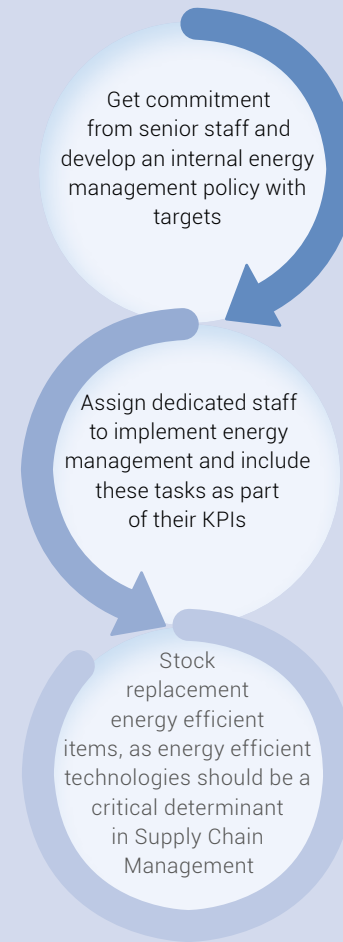 Get commitment
from senior staff and
develop an internal energy
management policy with
targets
Assign dedicated staff
to implement energy
management and include
these tasks as part
of their KPIs
Stock
replacement
energy efficient
items, as energy efficient
technologies should be a
critical determinant
in Supply Chain
Management